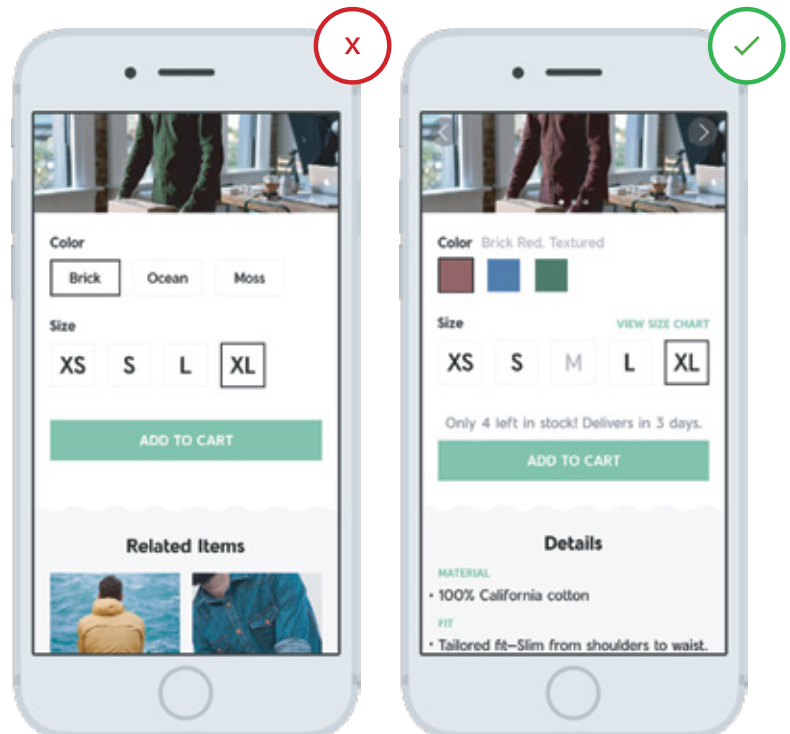 X
Color
Brick Ocean Moss
Size
XS S L XL
ADD TO CART
Related Items
Color Brick Red, Textured
Size VIEW SIZE CHART
XS S M L XL
Only 4 left in stock! Delivers in 3 days.
ADD TO CART
Details
MATERIAL
• 100% California cotton
FIT
• Tailored fit–Slim from shoulders to waist.